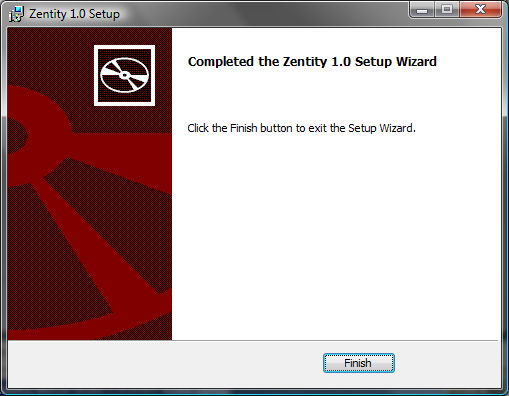 Zentity 1.0 Setup
Completed the Zentity 1.0 Setup Wizard
Click the Finish button to exit the Setup Wizard.
Finish